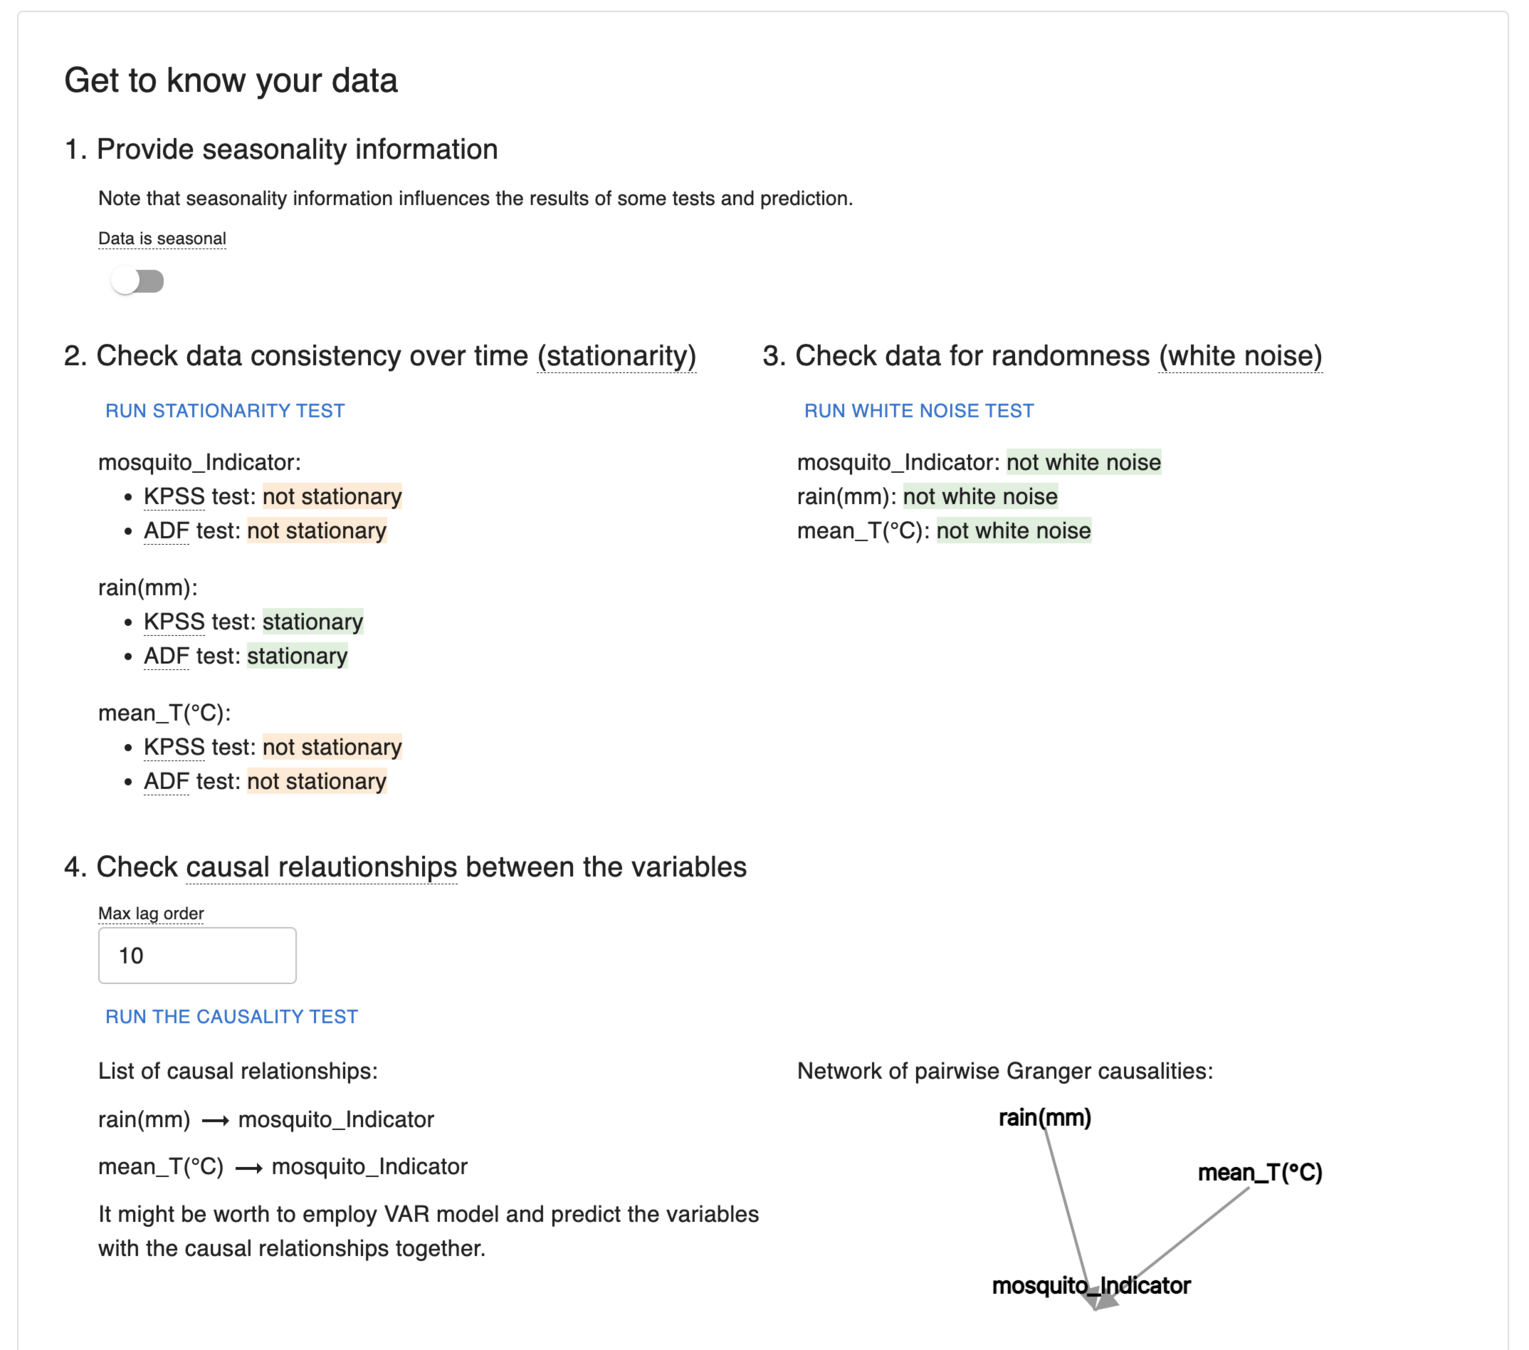 Get to know your data
1. Provide seasonality information
Note that seasonality information influences the results of some tests and prediction.
Data is seasonal
2. Check data consistency over time (stationarity)
RUN STATIONARITY TEST
mosquito_Indicator:
• KPSS test: not stationary
• ADF test: not stationary
rain(mm):
• KPSS test: stationary
• ADF test: stationary
mean_T(°C):
• KPSS test: not stationary
• ADF test: not stationary
3. Check data for randomness (white noise)
RUN WHITE NOISE TEST
mosquito_Indicator: not white noise
rain(mm): not white noise
mean_T(°C): not white noise
4. Check causal relautionships between the variables
Max lag order
10
RUN THE CAUSALITY TEST
List of causal relationships:
rain(mm) → mosquito_Indicator
mean_T(°C) → mosquito_Indicator
It might be worth to employ VAR model and predict the variables
with the causal relationships together.
Network of pairwise Granger causalities:
rain(mm)
mean_T(°C)
mosquito_Indicator